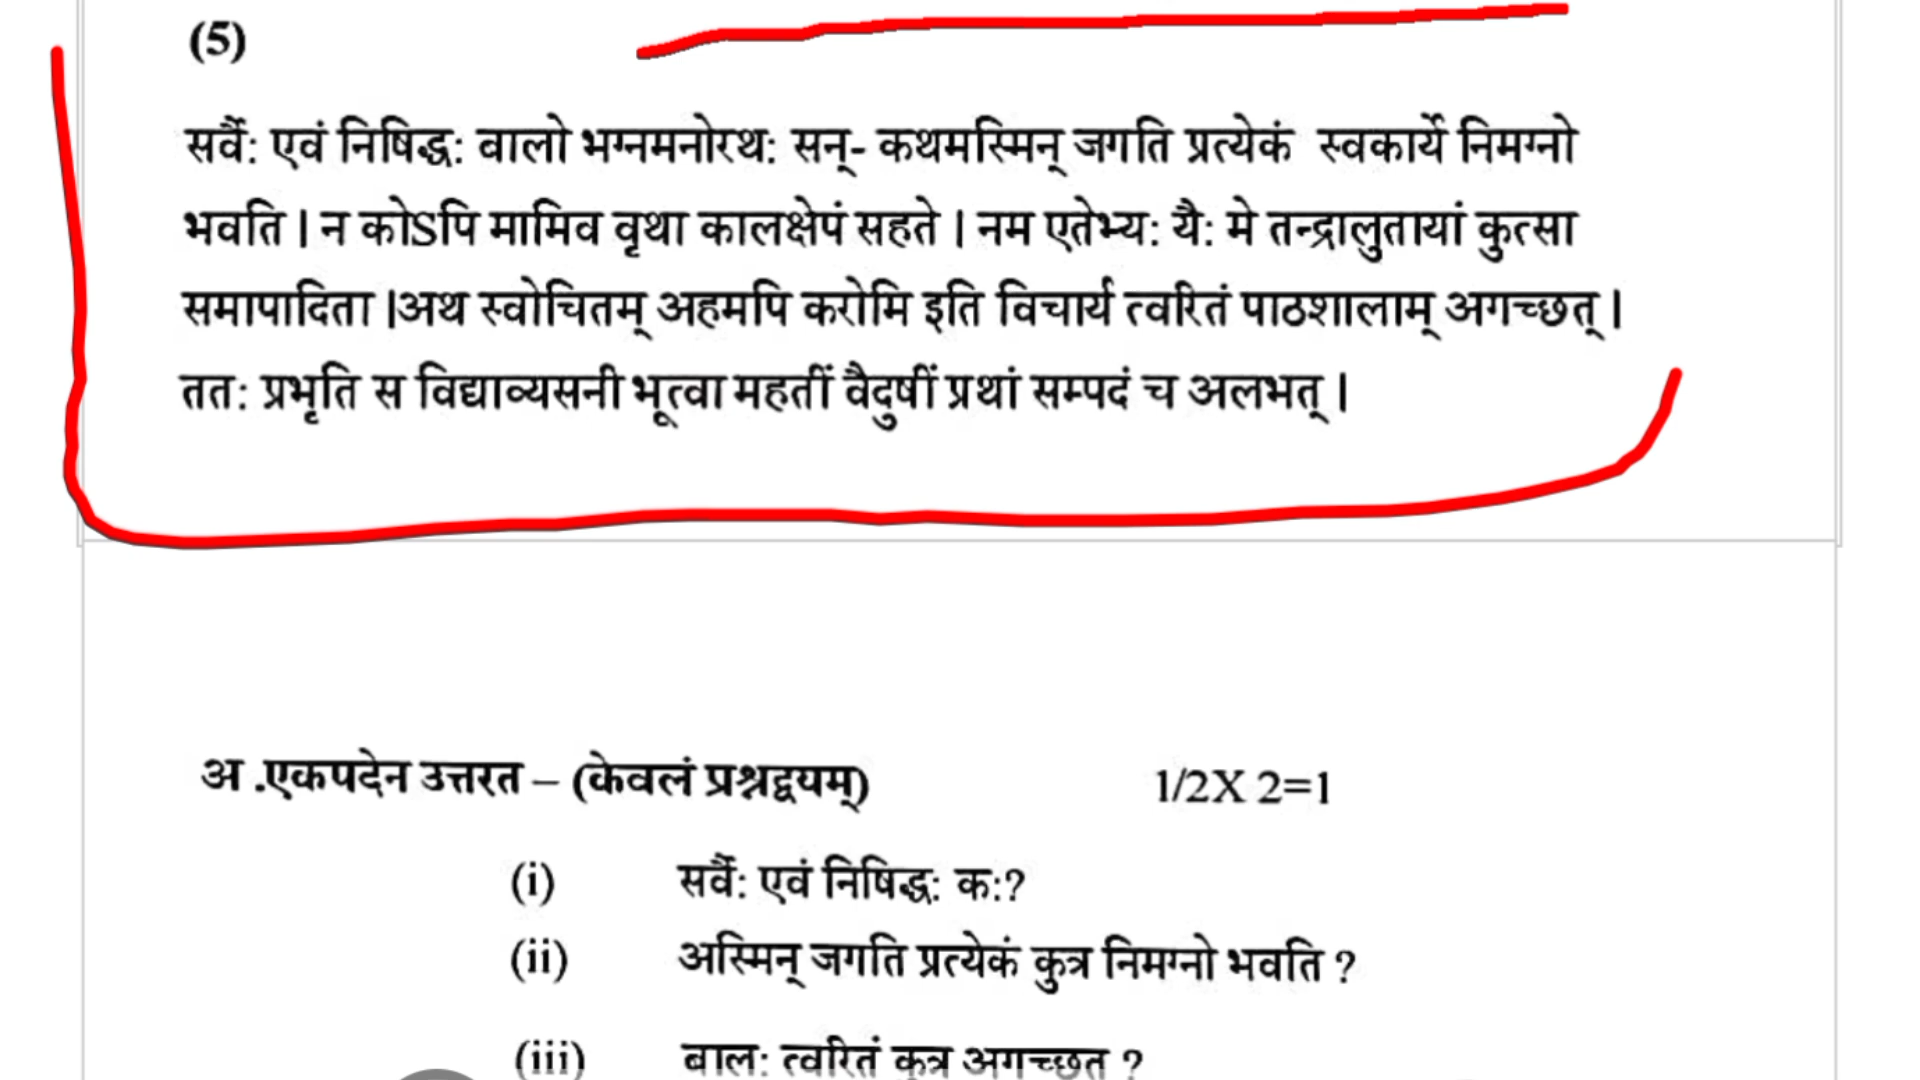 (5)
सर्वै: एवं निषिद्ध: वालो भग्नमनोरथ: सन्- कथमस्मिन् जगति प्रत्येकं स्वकार्ये निमग्नो
भवति | न कोSपि मामिव वृथा कालक्षेपं सहते | नम एतेभ्य: यै: मे तन्द्रालुतायां कुत्सा
समापादिता |अथ स्वोचितम् अहमपि करोमि इति विचार्य त्वरितं पाठशालाम् अगच्छत् |
तत: प्रभृति स विद्याव्यसनी भूत्वा महतीं वैदुषीं प्रथां सम्पदं च अलभत् |
अ .एकपदेन उत्तरत – (केवलं प्रश्नद्वयम्) 1/2X 2=1
(i) सर्वै: एवं निषिद्ध: क:?
(ii) अस्मिन् जगति प्रत्येकं कुत्र निमग्नो भवति ?
(iii) बाल: त्वरितं कुत्र अगच्छत् ?